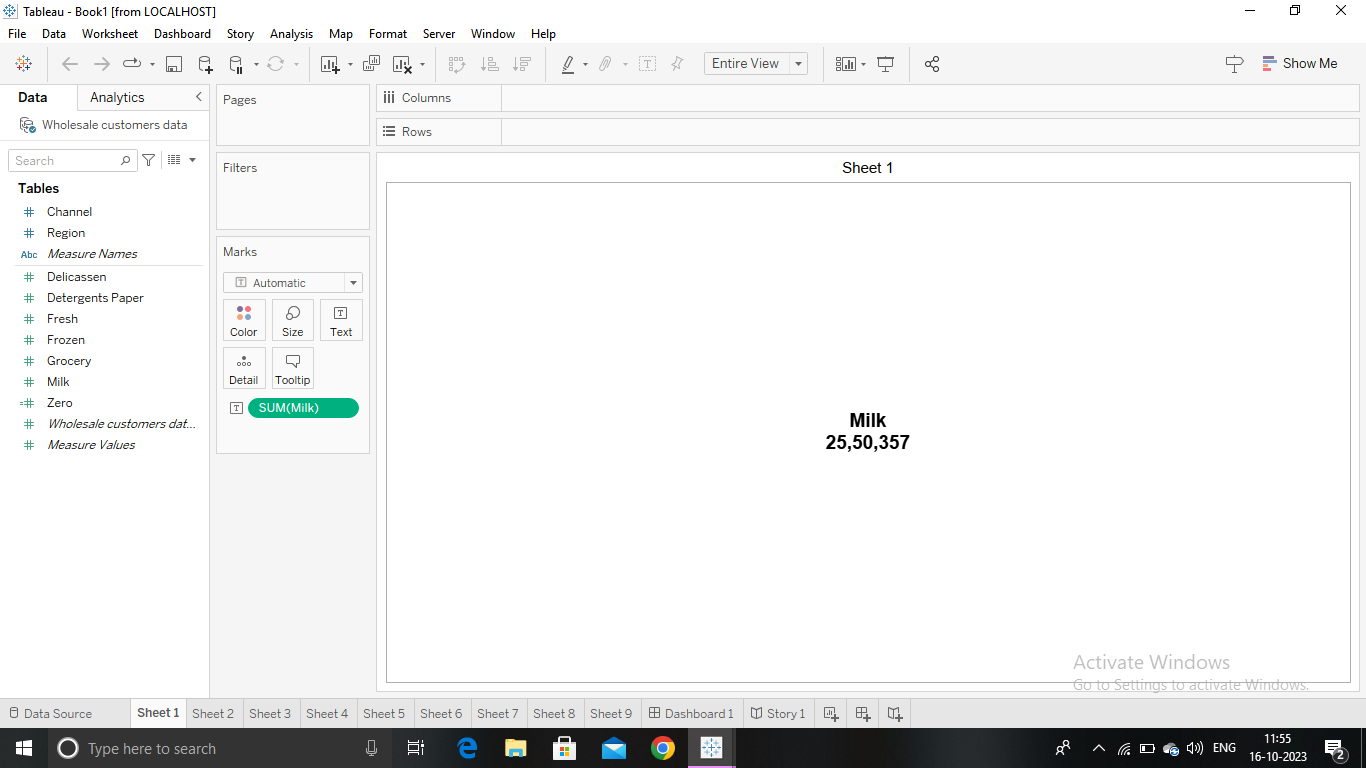 Tableau - Book1 [from LOCALHOST]
File Data Worksheet Dashboard Story Analysis Map Format Server Window Help
Entire View
Show Me
Data Analytics
Wholesale customers data
Search
Tables
Channel
Region
Abc Measure Names
Delicassen
Detergents Paper
Fresh
Frozen
Grocery
Milk
Zero
Wholesale customers dat...
Measure Values
Pages
Filters
Marks
T Automatic
Color Size T Text
Detail Tooltip
T SUM(Milk)
Columns
Rows
Sheet 1
Milk
25,50,357
Activate Windows
Go to Settings to activate Windows.
Data Source Sheet 1 Sheet 2 Sheet 3 Sheet 4 Sheet 5 Sheet 6 Sheet 7 Sheet 8 Sheet 9 Dashboard 1 Story 1
Type here to search
ENG
11:55
16-10-2023
2